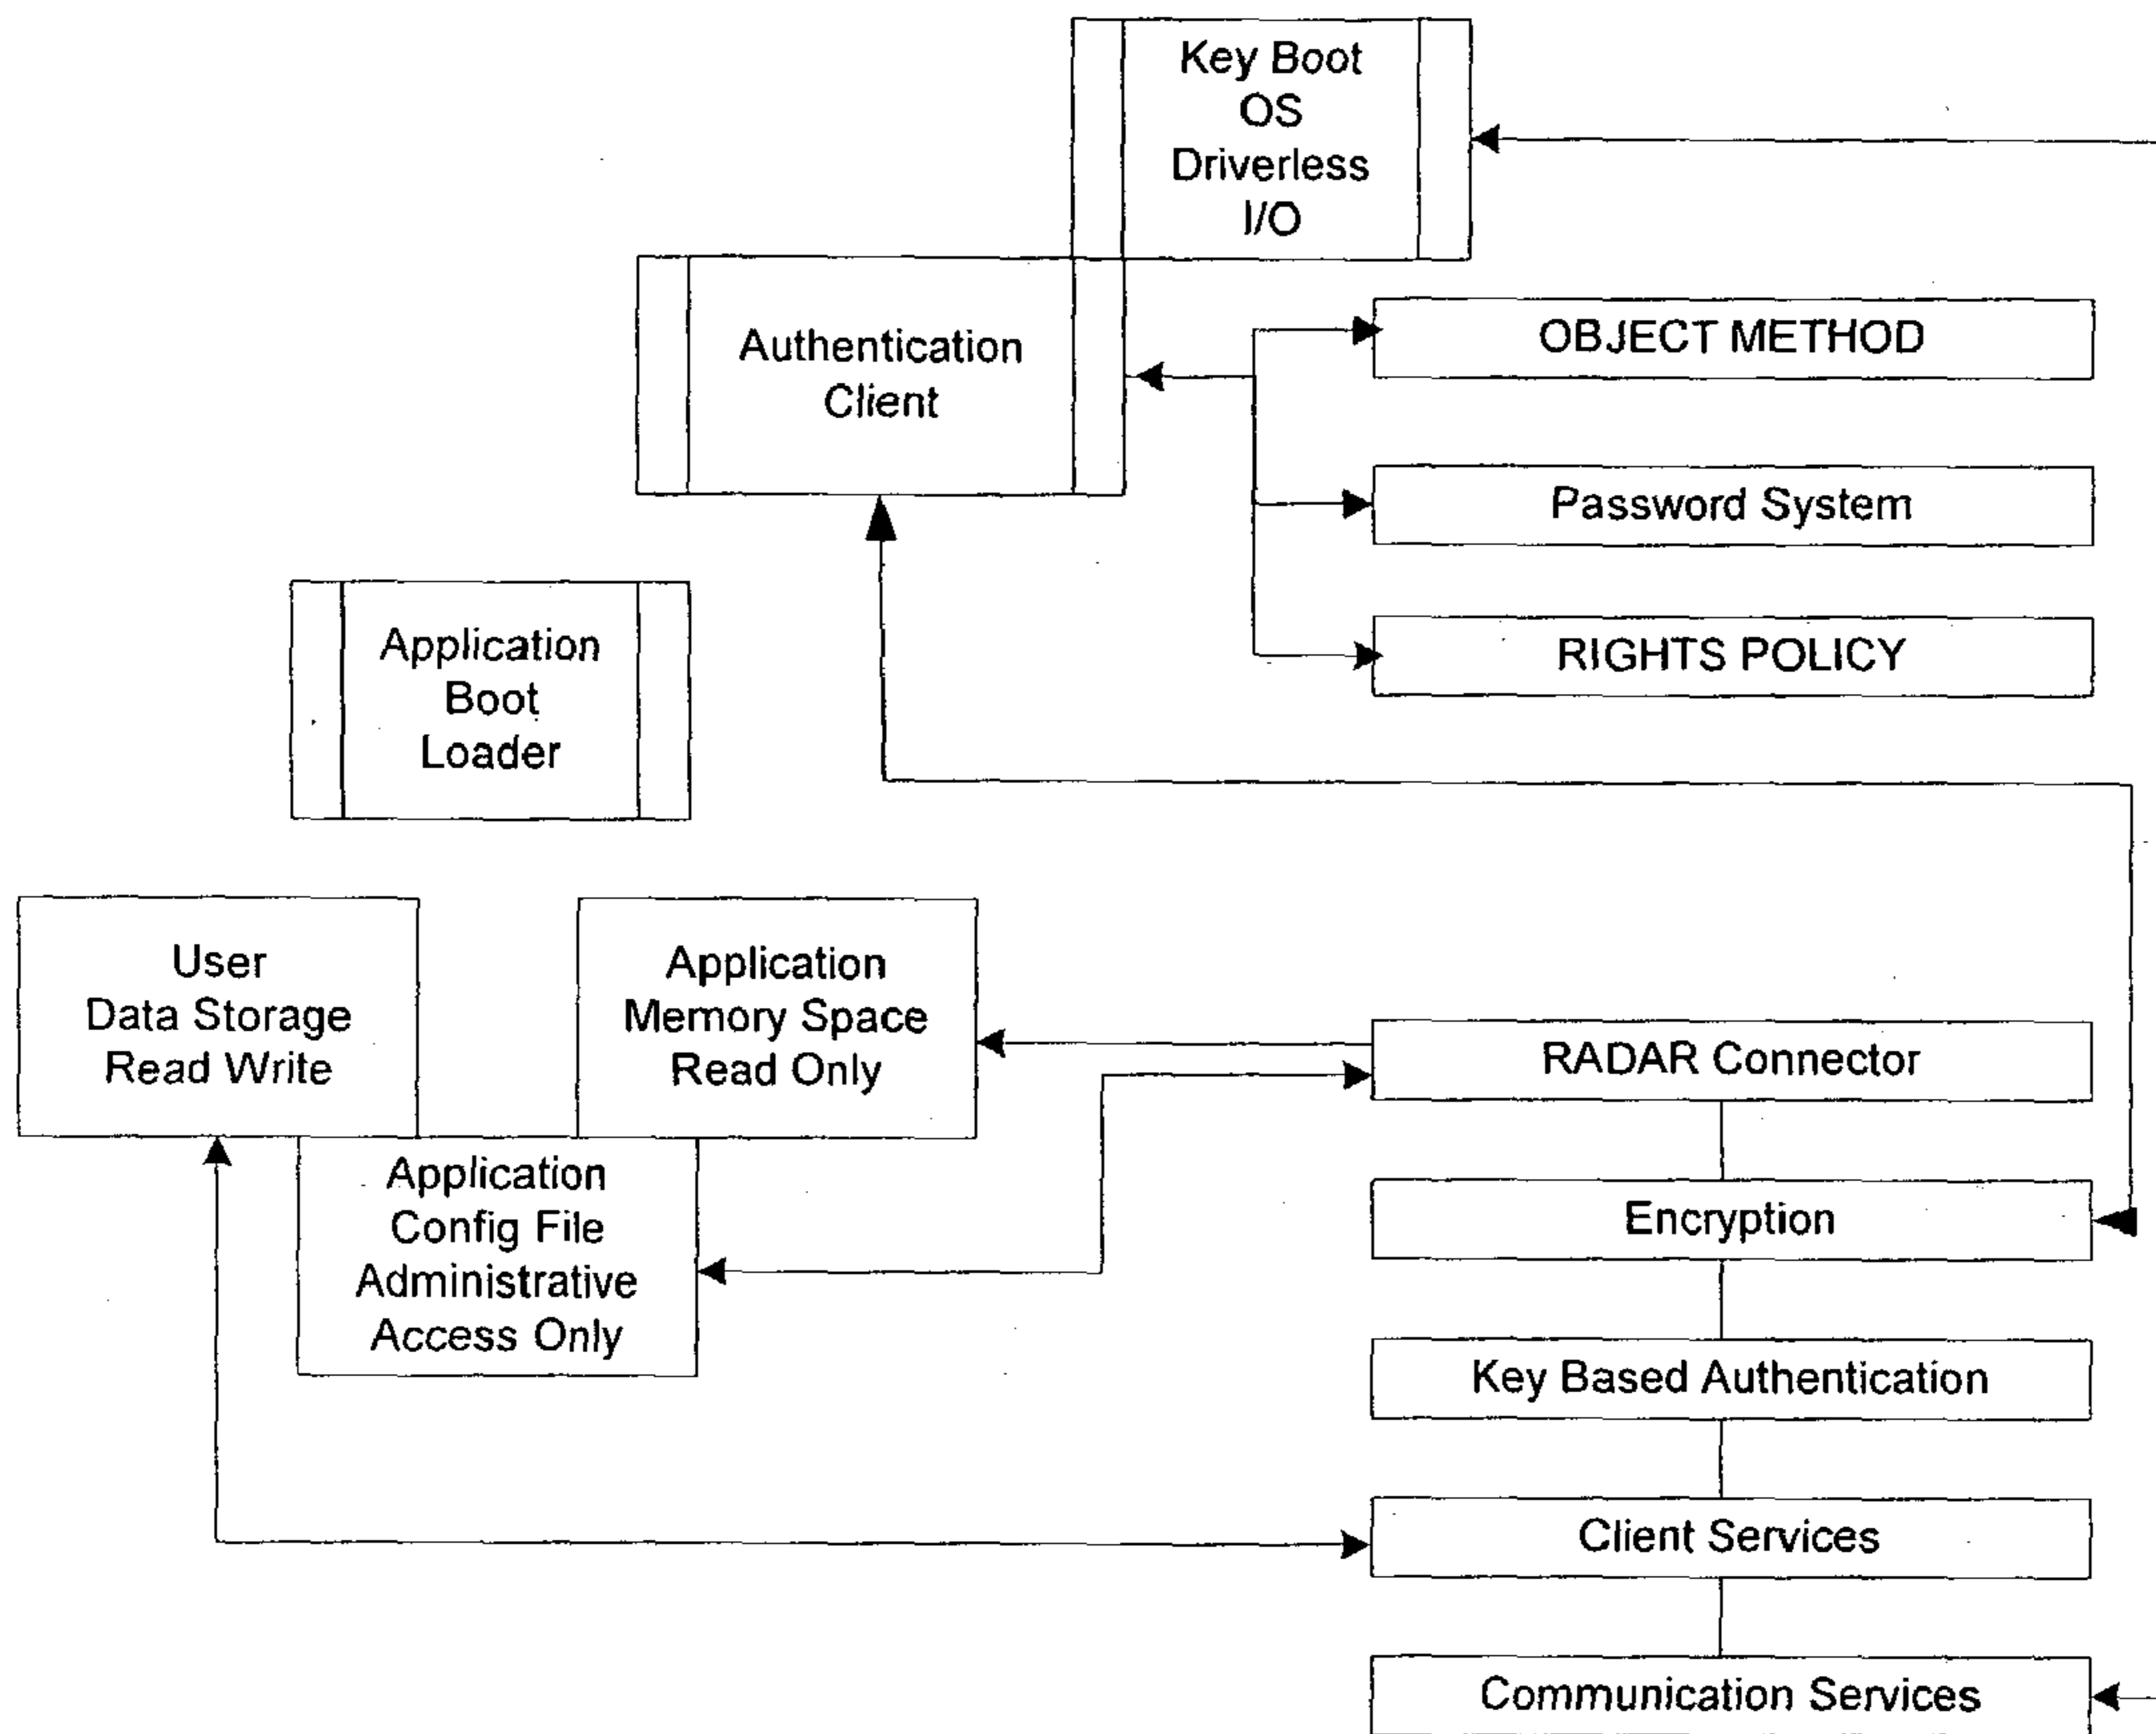 Key Boot
OS
Driverless
I/O
Authentication
Client
OBJECT METHOD
Password System
RIGHTS POLICY
Application
Boot
Loader
User
Data Storage
Read Write
Application
Memory Space
Read Only
Application
Config File
Administrative
Access Only
RADAR Connector
Encryption
Key Based Authentication
Client Services
Communication Services